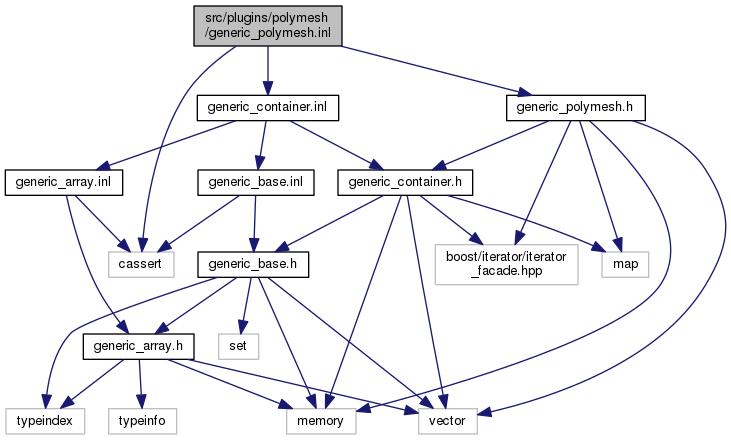 src/plugins/polymesh
/generic_polymesh.inl
generic_container.inl
generic_polymesh.h
generic_array.inl
generic_base.inl
generic_container.h
cassert
generic_base.h
boost/iterator/iterator
_facade.hpp
map
generic_array.h
set
typeindex
typeinfo
memory
vector